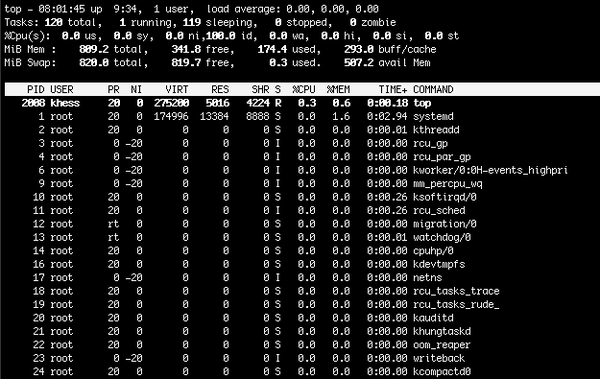 top - 08:01:45 up  9:34,  1 user,  load average: 0.00, 0.00, 0.00
Tasks: 120 total,   1 running, 119 sleeping,   0 stopped,   0 zombie
%Cpu(s):  0.0 us,  0.0 sy,  0.0 ni,100.0 id,  0.0 wa,  0.0 hi,  0.0 si,  0.0 st
MiB Mem :    809.2 total,    341.8 free,    174.4 used,    293.0 buff/cache
MiB Swap:    820.0 total,    819.7 free,      0.3 used.    507.2 avail Mem
PID USER      PR  NI    VIRT    RES    SHR S  %CPU  %MEM     TIME+ COMMAND
2008 khess     20   0  275200   5016   4224 R   0.3   0.6   0:00.18 top
1 root      20   0  174996  13384   8888 S   0.0   1.6   0:02.94 systemd
2 root      20   0       0      0      0 S   0.0   0.0   0:00.01 kthreadd
3 root       0 -20       0      0      0 I   0.0   0.0   0:00.00 rcu_gp
4 root       0 -20       0      0      0 I   0.0   0.0   0:00.00 rcu_par_gp
6 root       0 -20       0      0      0 I   0.0   0.0   0:00.00 kworker/0:0H-events_highpri
9 root       0 -20       0      0      0 I   0.0   0.0   0:00.00 mm_percpu_wq
10 root      20   0       0      0      0 S   0.0   0.0   0:00.26 ksoftirqd/0
11 root      20   0       0      0      0 I   0.0   0.0   0:00.26 rcu_sched
12 root      rt   0       0      0      0 S   0.0   0.0   0:00.00 migration/0
13 root      rt   0       0      0      0 S   0.0   0.0   0:00.01 watchdog/0
14 root      20   0       0      0      0 S   0.0   0.0   0:00.00 cpuhp/0
16 root      20   0       0      0      0 S   0.0   0.0   0:00.00 kdevtmpfs
17 root       0 -20       0      0      0 I   0.0   0.0   0:00.00 netns
18 root      20   0       0      0      0 S   0.0   0.0   0:00.00 rcu_tasks_trace
19 root      20   0       0      0      0 S   0.0   0.0   0:00.00 rcu_tasks_rude_
20 root      20   0       0      0      0 S   0.0   0.0   0:00.00 kauditd
21 root      20   0       0      0      0 S   0.0   0.0   0:00.00 khungtaskd
22 root      20   0       0      0      0 S   0.0   0.0   0:00.00 oom_reaper
23 root       0 -20       0      0      0 I   0.0   0.0   0:00.00 writeback
24 root      20   0       0      0      0 S   0.0   0.0   0:00.00 kcompactd0